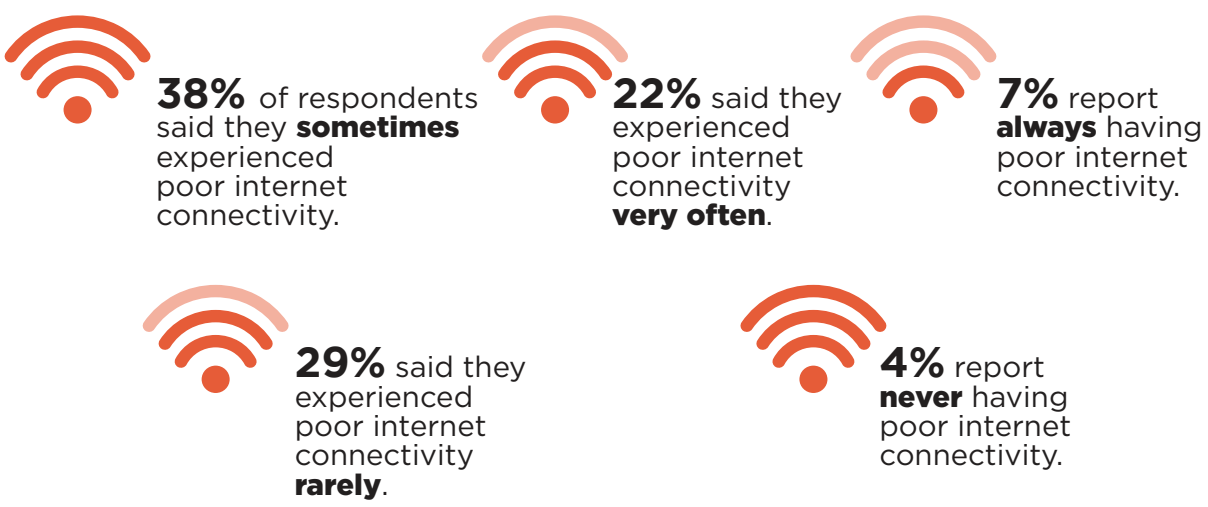 38% of respondents
said they sometimes
experienced
poor internet
connectivity.
22% said they
experienced
poor internet
connectivity
very often.
7% report
always having
poor internet
connectivity.
29% said they
experienced
poor internet
connectivity
rarely.
4% report
never having
poor internet
connectivity.